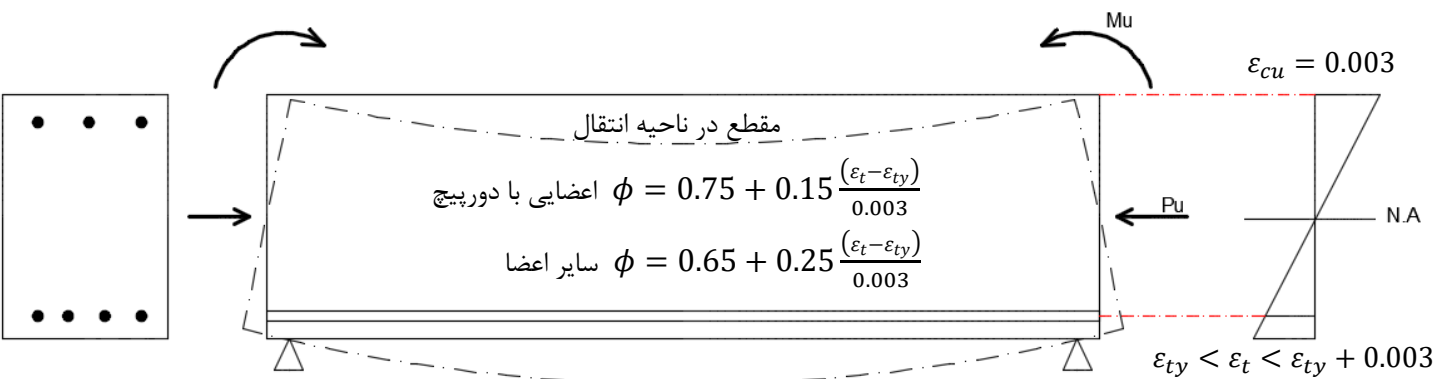 Mu
εcu = 0.003
مقطع در ناحیه انتقال
اعضایی با دورپیچ ϕ = 0.75 + 0.15 (εt−εty)/0.003
Pu
N.A
سایر اعضا ϕ = 0.65 + 0.25 (εt−εty)/0.003
εty < εt < εty + 0.003